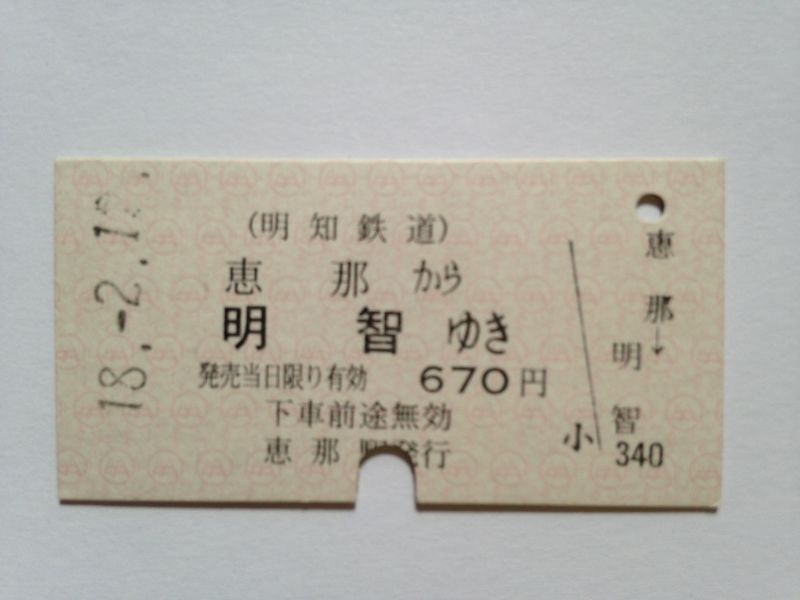 18.-2.1
(明知鉄道)
恵那から
明智ゆき
発売当日限り有効 670円
下車前途無効
恵那 発行
恵那→
明智
小
340